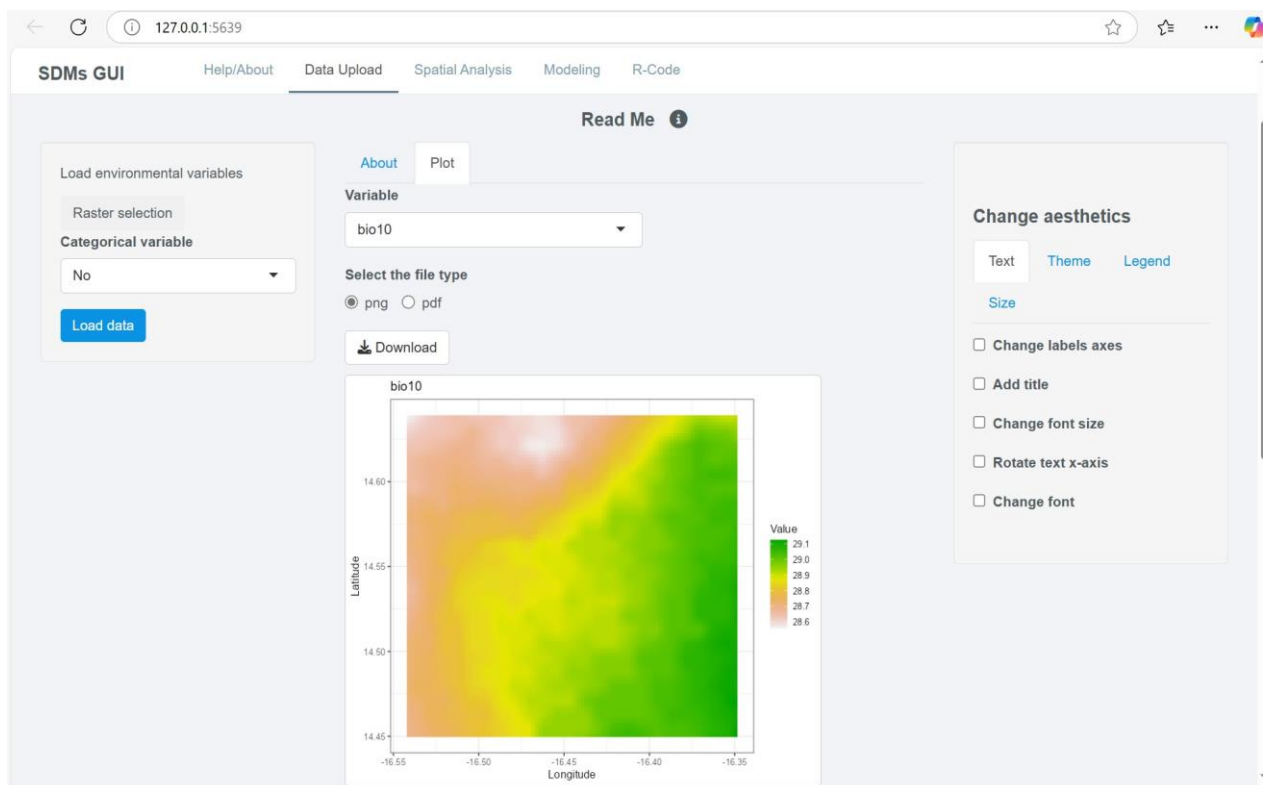 127.0.0.1:5639
SDMs GUI Help/About Data Upload Spatial Analysis Modeling R-Code
Read Me
Load environmental variables
Raster selection
Categorical variable
No
Load data
About Plot
Variable
bio10
Select the file type
png pdf
Download
bio10
14.60
14.55
14.50
14.45
Latitude
-16.55 -16.50 -16.45 -16.40 -16.35
Longitude
Value
29.1
29.0
28.9
28.8
28.7
28.6
Change aesthetics
Text Theme Legend
Size
Change labels axes
Add title
Change font size
Rotate text x-axis
Change font